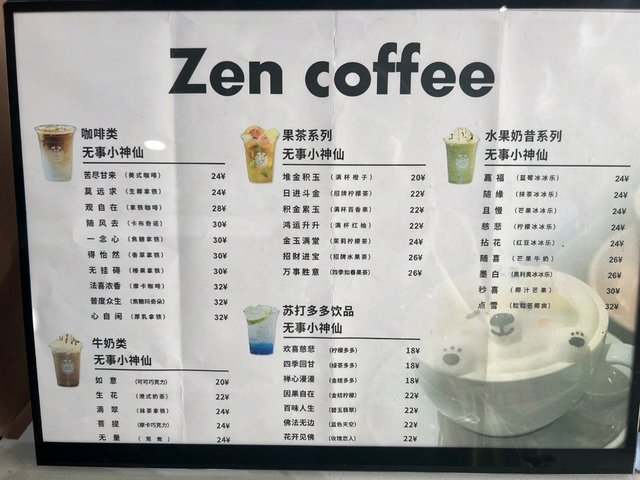 Zen coffee
咖啡类
无事小神仙
苦尽甘来 (美式咖啡) 24¥
莫远求 (生椰拿铁) 24¥
观自在 (拿铁咖啡) 28¥
随风去 (卡布奇诺) 30¥
一念心 (焦糖拿铁) 30¥
得怡然 (香草拿铁) 30¥
无挂碍 (榛果拿铁) 30¥
法喜浓香 (摩卡咖啡) 32¥
普度众生 (焦糖玛奇朵) 32¥
心自闲 (厚乳拿铁) 32¥
牛奶类
无事小神仙
如意 (可可巧克力) 20¥
生花 (港式奶茶) 22¥
滴翠 (抹茶拿铁) 24¥
菩提 (摩卡巧克力) 24¥
无量 (鸳鸯) 24¥
果茶系列
无事小神仙
堆金积玉 (满杯橙子) 20¥
日进斗金 (招牌柠檬茶) 22¥
积金累玉 (满杯百香果) 22¥
鸿运升升 (满杯红柚) 22¥
金玉满堂 (茉莉柠檬茶) 24¥
招财进宝 (招牌水果茶) 26¥
万事胜意 (四季如春果茶) 26¥
苏打多多饮品
无事小神仙
欢喜慈悲 (柠檬多多) 18¥
四季回甘 (绿茶多多) 18¥
禅心漫漫 (金桔多多) 18¥
因果自在 (金桔柠檬) 22¥
百味人生 (碧玉翡翠) 22¥
佛法无边 (蓝色天空) 22¥
花开见佛 (玫瑰恋人) 22¥
水果奶昔系列
无事小神仙
嘉福 (蓝莓冰冰乐) 24¥
随缘 (抹茶冰冰乐) 24¥
且慢 (芒果冰冰乐) 24¥
慈悲 (柠檬冰冰乐) 24¥
拈花 (红豆冰冰乐) 24¥
随喜 (芒果牛奶) 26¥
墨白 (奥利奥冰冰乐) 26¥
秒喜 (椰汁芒果) 30¥
点雪 (粒粒芒椰爽) 32¥